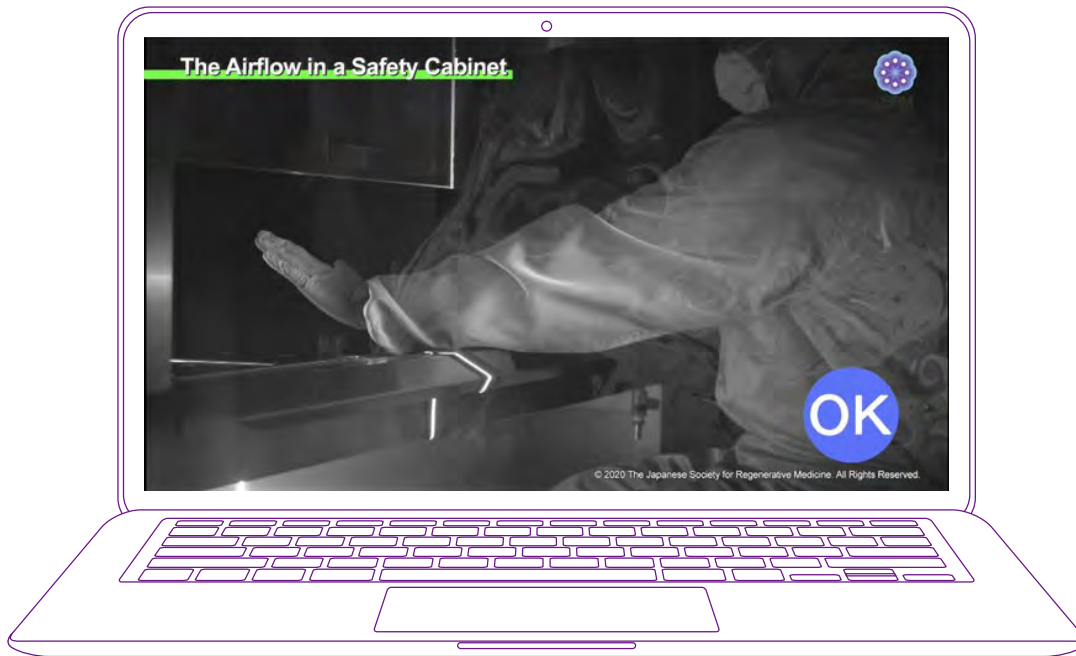 The Airflow in a Safety Cabinet
OK
© 2020 The Japanese Society for Regenerative Medicine. All Rights Reserved.